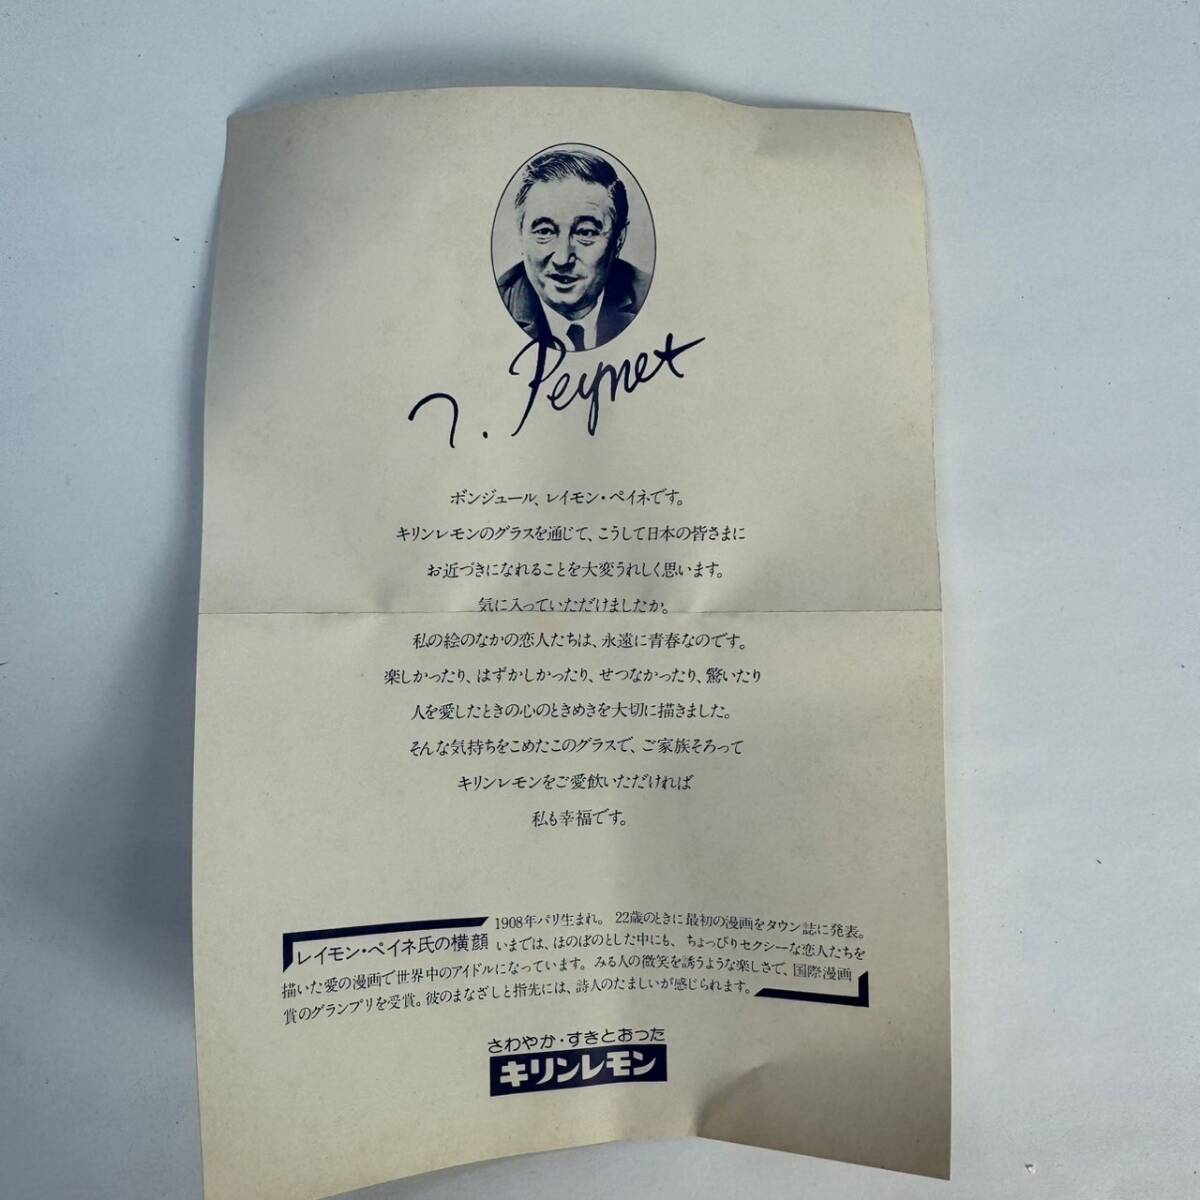 r. Peynet
ボンジュール、レイモン・ペイネです。
キリンレモンのグラスを通じて、こうして日本の皆さまに
お近づきになれることを大変うれしく思います。
気に入っていただけましたか。
私の絵のなかの恋人たちは、永遠に青春なのです。
楽しかったり、はずかしかったり、せつなかったり、驚いたり
人を愛したときの心のときめきを大切に描きました。
そんな気持ちをこめたこのグラスで、ご家族そろって
キリンレモンをご愛飲いただければ
私も幸福です。
レイモン・ペイネ氏の横顔
1908年パリ生まれ。22歳のときに最初の漫画をタウン誌に発表。
いまでは、ほのぼのとした中にも、ちょっぴりセクシーな恋人たちを
描いた愛の漫画で世界中のアイドルになっています。みる人の微笑を誘うような楽しさで、国際漫画
賞のグランプリを受賞。彼のまなざしと指先には、詩人のたましいが感じられます。
さわやか・すきとおった
キリンレモン